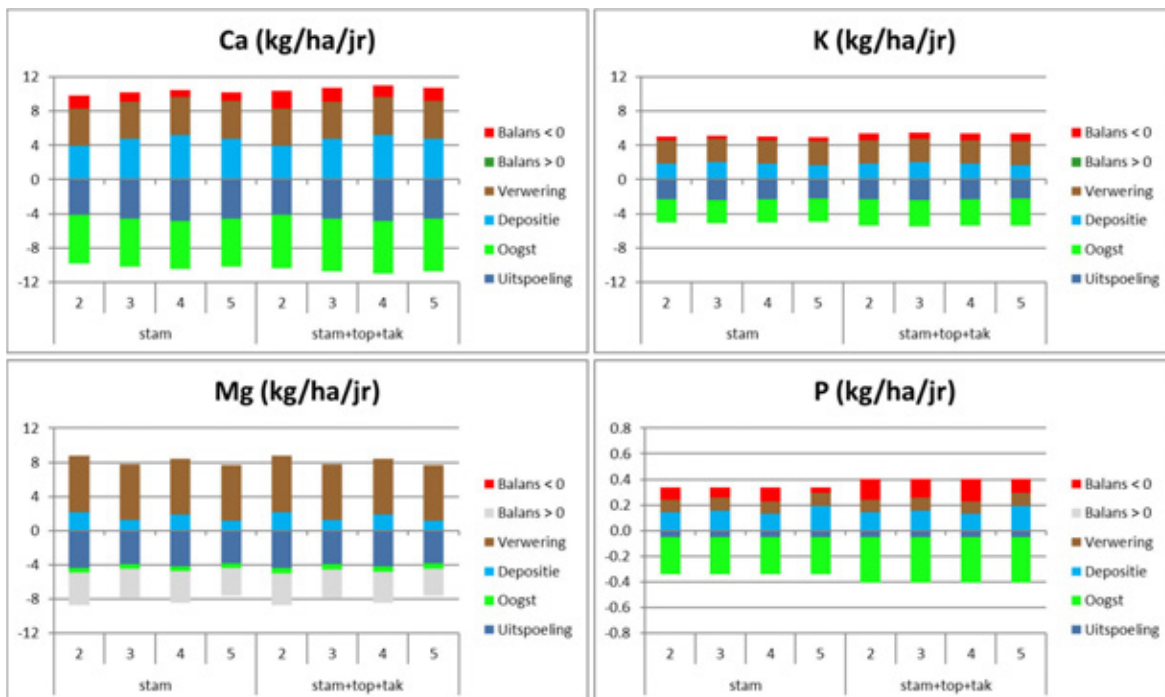 Ca (kg/ha/jr)
12
8
4
0
-4
-8
-12
2 3 4 5 2 3 4 5
stam stam+top+tak
Balans < 0
Balans > 0
Verwering
Depositie
Oogst
Uitspoeling
K (kg/ha/jr)
12
8
4
0
-4
-8
-12
2 3 4 5 2 3 4 5
stam stam+top+tak
Balans < 0
Balans > 0
Verwering
Depositie
Oogst
Uitspoeling
Mg (kg/ha/jr)
12
8
4
0
-4
-8
-12
2 3 4 5 2 3 4 5
stam stam+top+tak
Balans < 0
Balans > 0
Verwering
Depositie
Oogst
Uitspoeling
P (kg/ha/jr)
0.8
0.6
0.4
0.2
0.0
-0.2
-0.4
-0.6
-0.8
2 3 4 5 2 3 4 5
stam stam+top+tak
Balans < 0
Balans > 0
Verwering
Depositie
Oogst
Uitspoeling